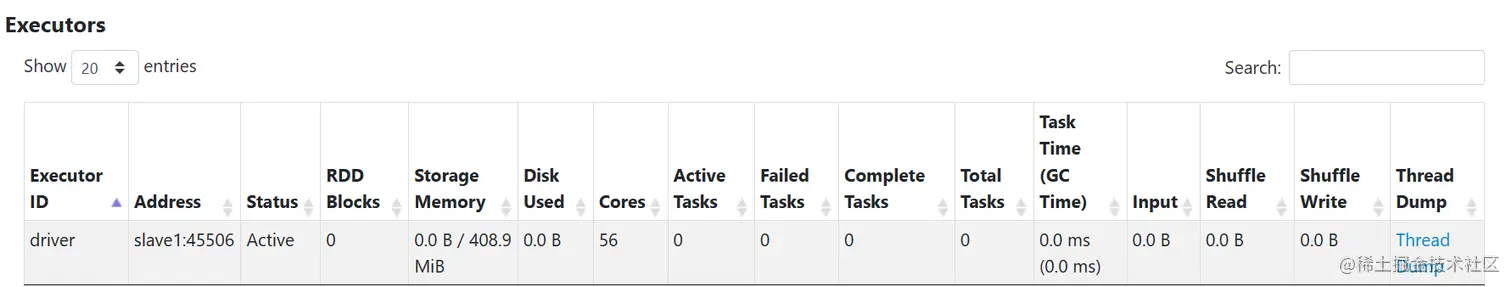 Executors
Show 20 entries
Search:
Executor ID
Address
Status
RDD Blocks
Storage Memory
Disk Used
Cores
Active Tasks
Failed Tasks
Complete Tasks
Total Tasks
Task Time (GC Time)
Input
Shuffle Read
Shuffle Write
Thread Dump
driver
slave1:45506
Active
0
0.0 B / 408.9 MiB
0.0 B
56
0
0
0
0
0.0 ms (0.0 ms)
0.0 B
0.0 B
0.0 B
Thread Dump
@稀土掘金技术社区